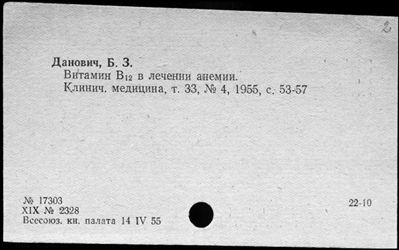 2
Данович, Б. З.
Витамин B₁₂ в лечении анемии.
Клинич. медицина, т. 33, № 4, 1955, с. 53-57
№ 17303
22-10
XIX № 2328
Всесоюз. кн. палата 14 IV 55